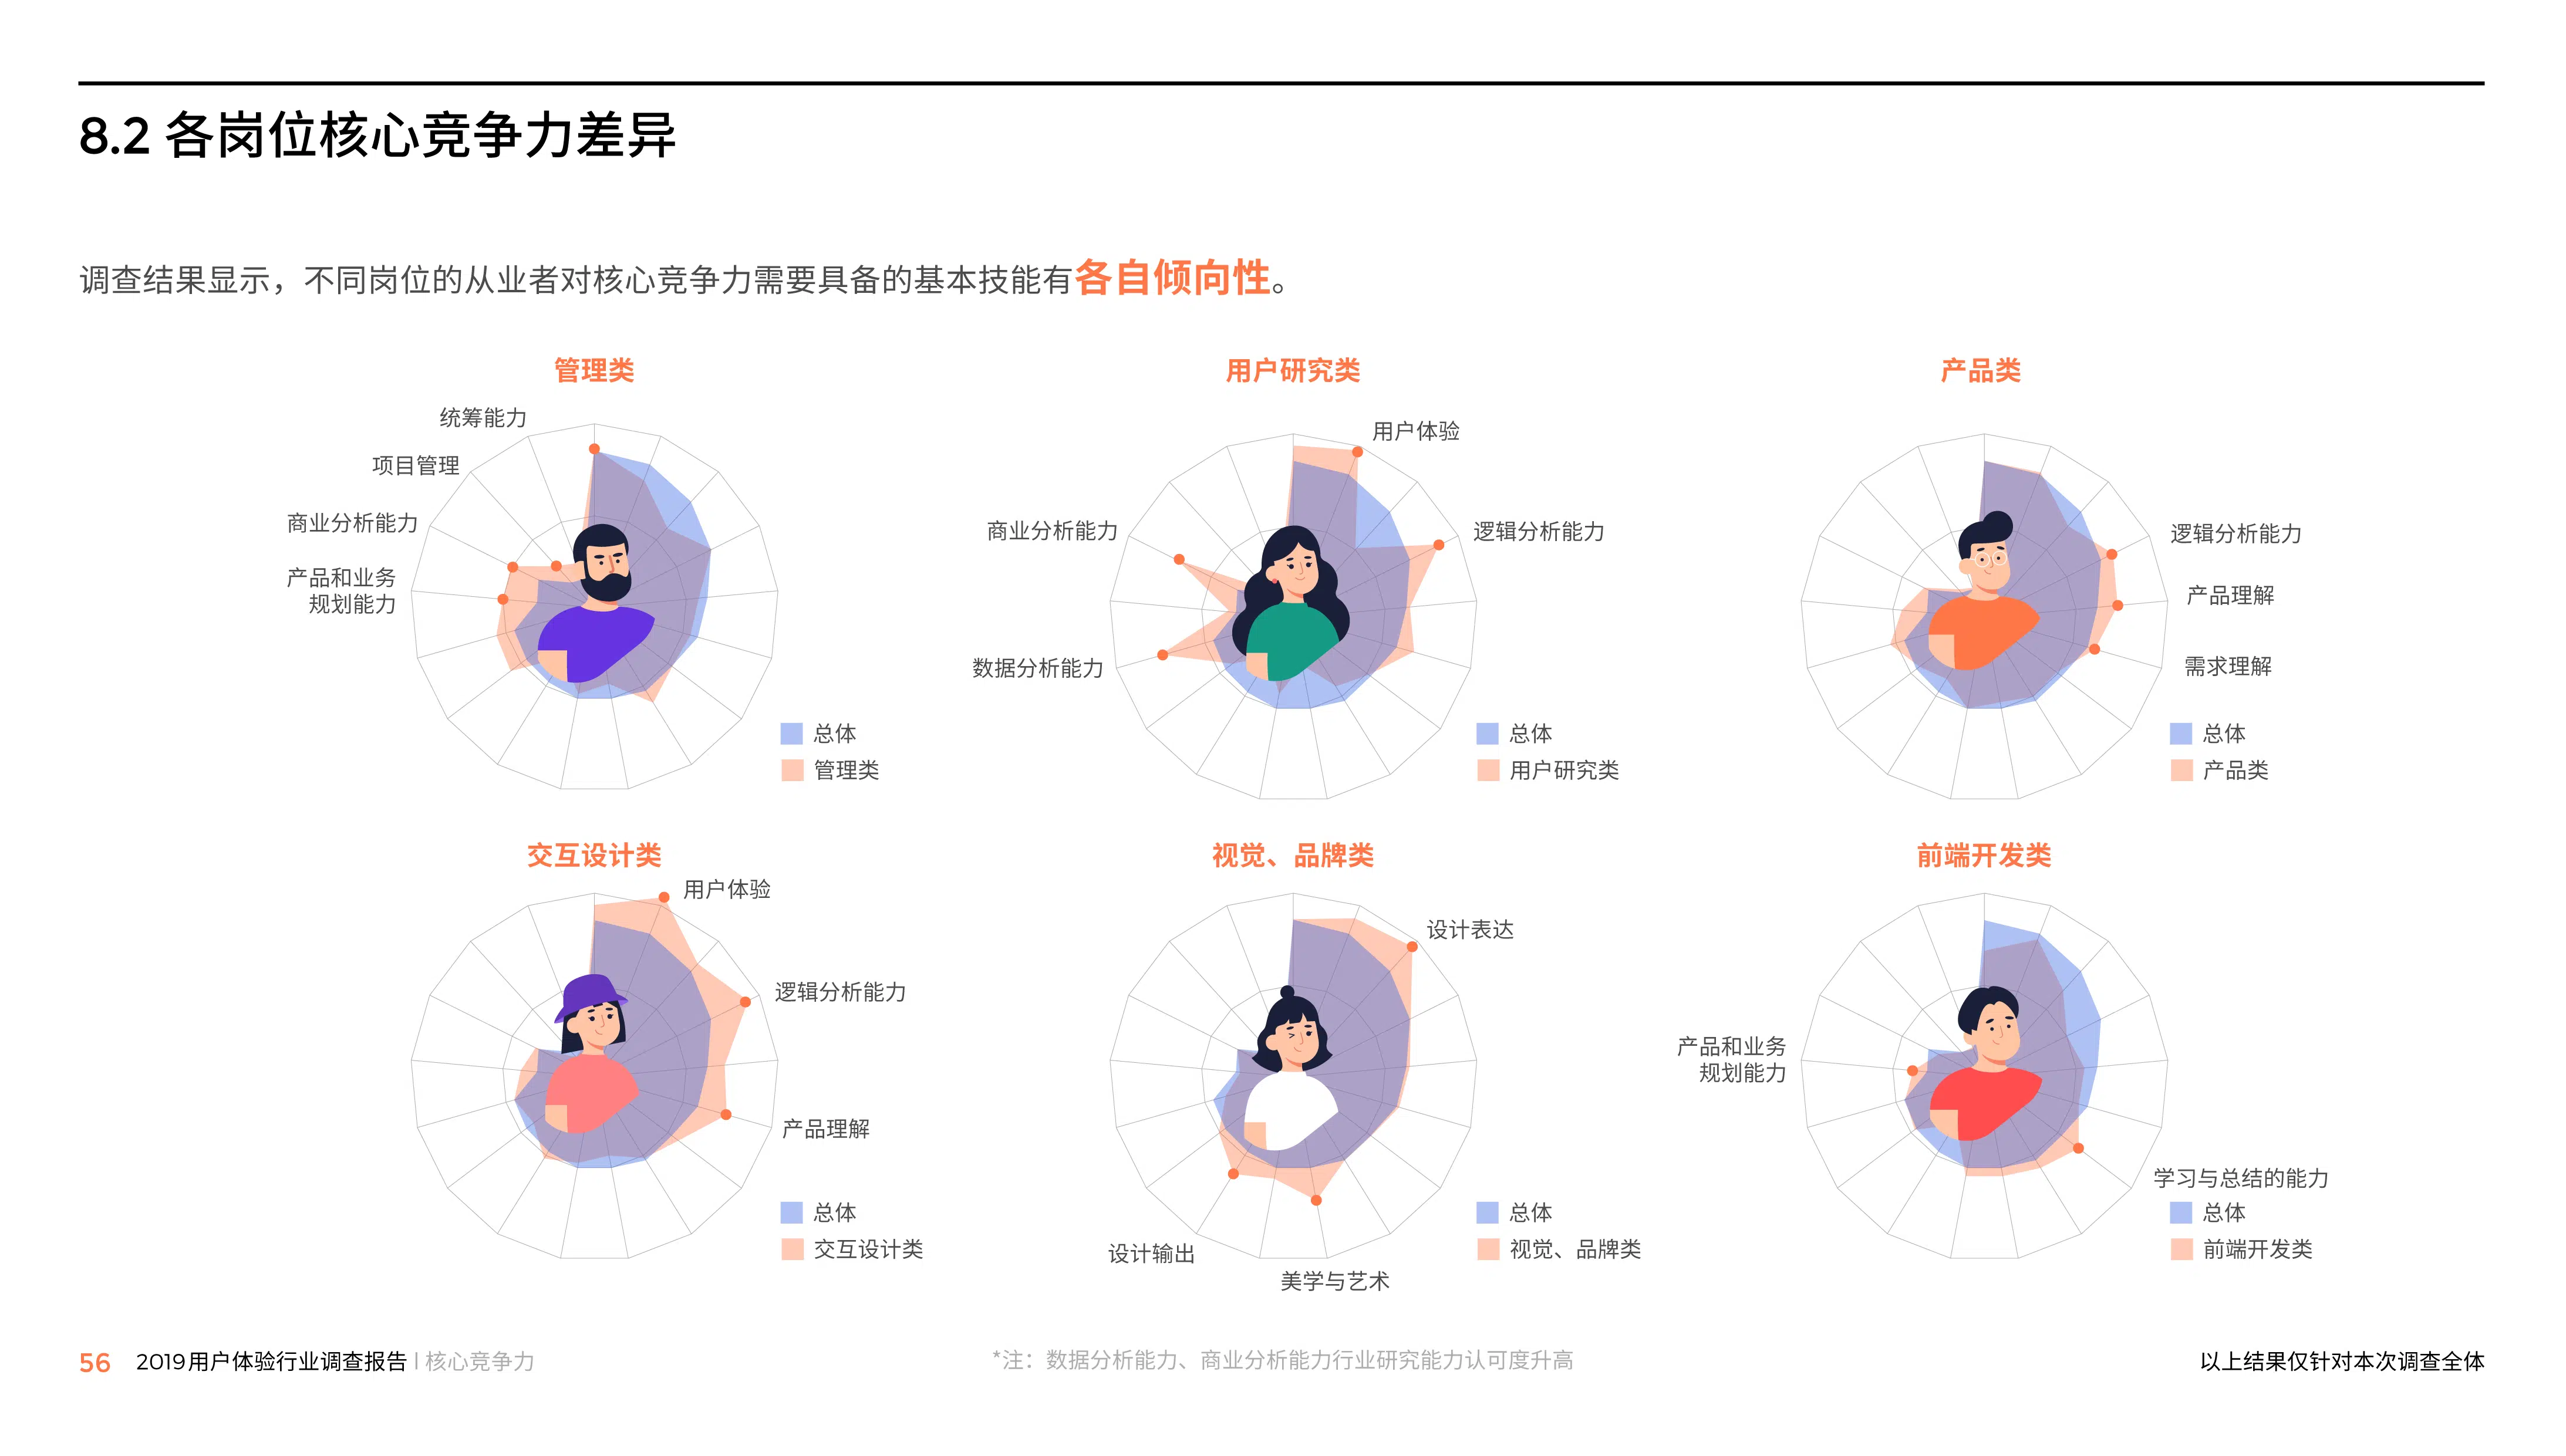 8.2 各岗位核心竞争力差异
调查结果显示，不同岗位的从业者对核心竞争力需要具备的基本技能有各自倾向性。
管理类
统筹能力
项目管理
商业分析能力
产品和业务
规划能力
总体
管理类
用户研究类
用户体验
逻辑分析能力
商业分析能力
数据分析能力
总体
用户研究类
产品类
逻辑分析能力
产品理解
需求理解
总体
产品类
交互设计类
用户体验
逻辑分析能力
产品理解
总体
交互设计类
视觉、品牌类
设计表达
设计输出
美学与艺术
总体
视觉、品牌类
前端开发类
产品和业务
规划能力
学习与总结的能力
总体
前端开发类
56 2019用户体验行业调查报告 | 核心竞争力
*注：数据分析能力、商业分析能力行业研究能力认可度升高
以上结果仅针对本次调查全体